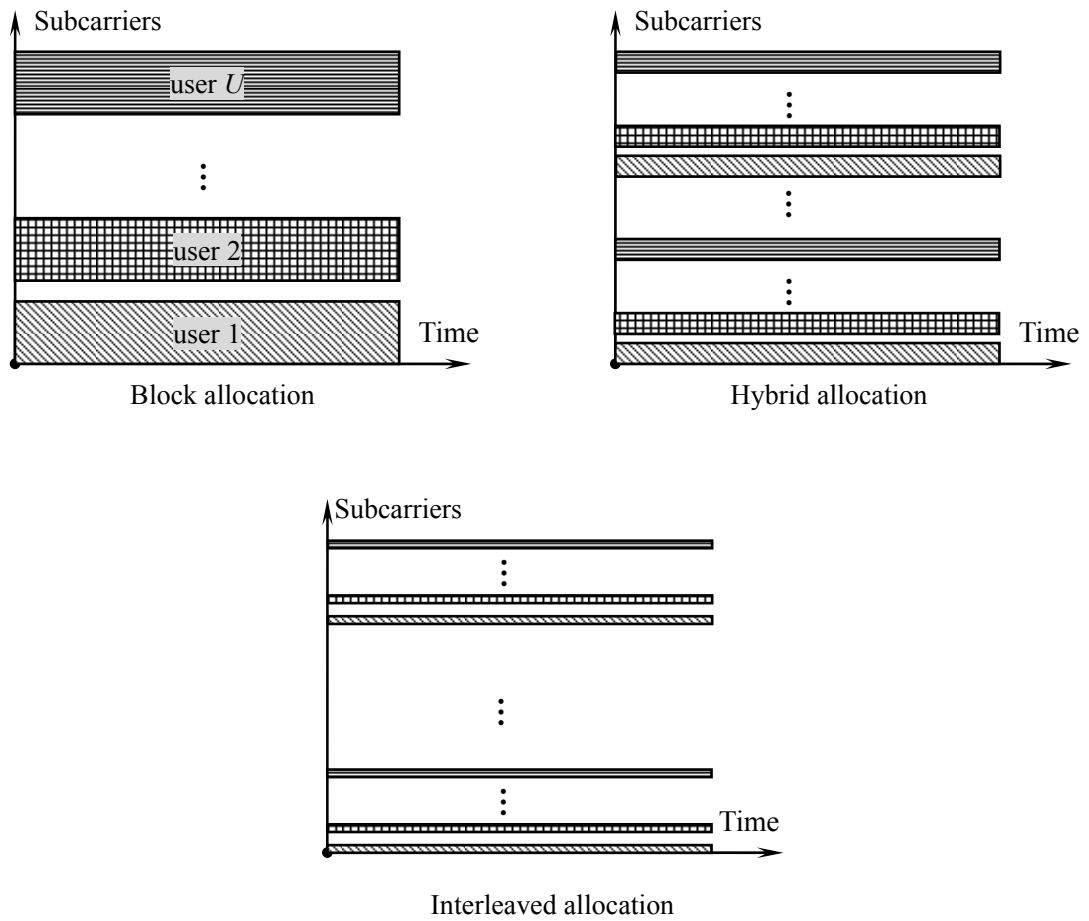 Subcarriers
user U
user 2
user 1
Time
Block allocation
Subcarriers
Time
Hybrid allocation
Subcarriers
Time
Interleaved allocation